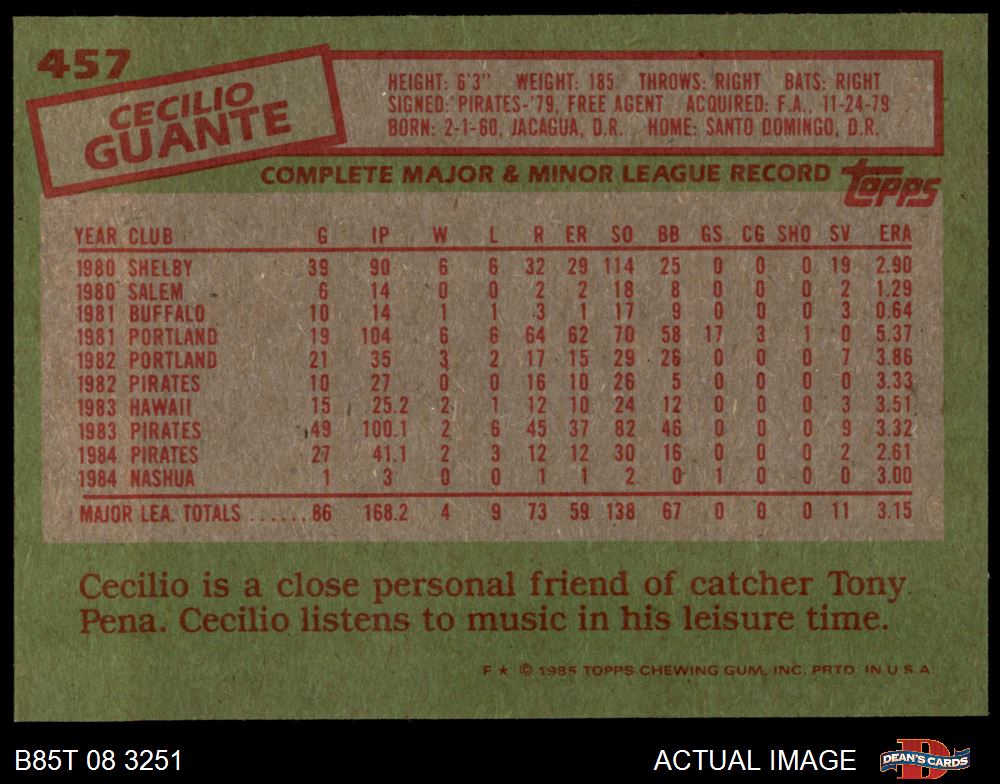 457
CECILIO
GUANTE
HEIGHT: 6'3" WEIGHT: 185 THROWS: RIGHT BATS: RIGHT
SIGNED: PIRATES-'79, FREE AGENT ACQUIRED: F.A., 11-24-79
BORN: 2-1-60, JACAGUA, D.R. HOME: SANTO DOMINGO, D.R.
COMPLETE MAJOR & MINOR LEAGUE RECORD topps
YEAR CLUB G IP W L R ER SO BB GS CG SHO SV ERA
1980 SHELBY 39 90 6 6 32 29 114 25 0 0 0 19 2.90
1980 SALEM 6 14 0 0 2 2 18 8 0 0 0 2 1.29
1981 BUFFALO 10 14 1 1 3 1 17 9 0 0 0 3 0.64
1981 PORTLAND 19 104 6 6 64 62 70 58 17 3 1 0 5.37
1982 PORTLAND 21 35 3 2 17 15 29 26 0 0 0 7 3.86
1982 PIRATES 10 27 0 0 16 10 26 5 0 0 0 0 3.33
1983 HAWAII 15 25.2 2 1 12 10 24 12 0 0 0 3 3.51
1983 PIRATES 49 100.1 2 6 45 37 82 46 0 0 0 9 3.32
1984 PIRATES 27 41.1 2 3 12 12 30 16 0 0 0 2 2.61
1984 NASHUA 1 3 0 0 1 1 2 0 1 0 0 0 3.00
MAJOR LEA. TOTALS ...... 86 168.2 4 9 73 59 138 67 0 0 0 11 3.15
Cecilio is a close personal friend of catcher Tony
Pena. Cecilio listens to music in his leisure time.
F ★ © 1985 TOPPS CHEWING GUM, INC. PRTD. IN U.S.A.
B85T 08 3251 ACTUAL IMAGE D DEAN'S CARDS